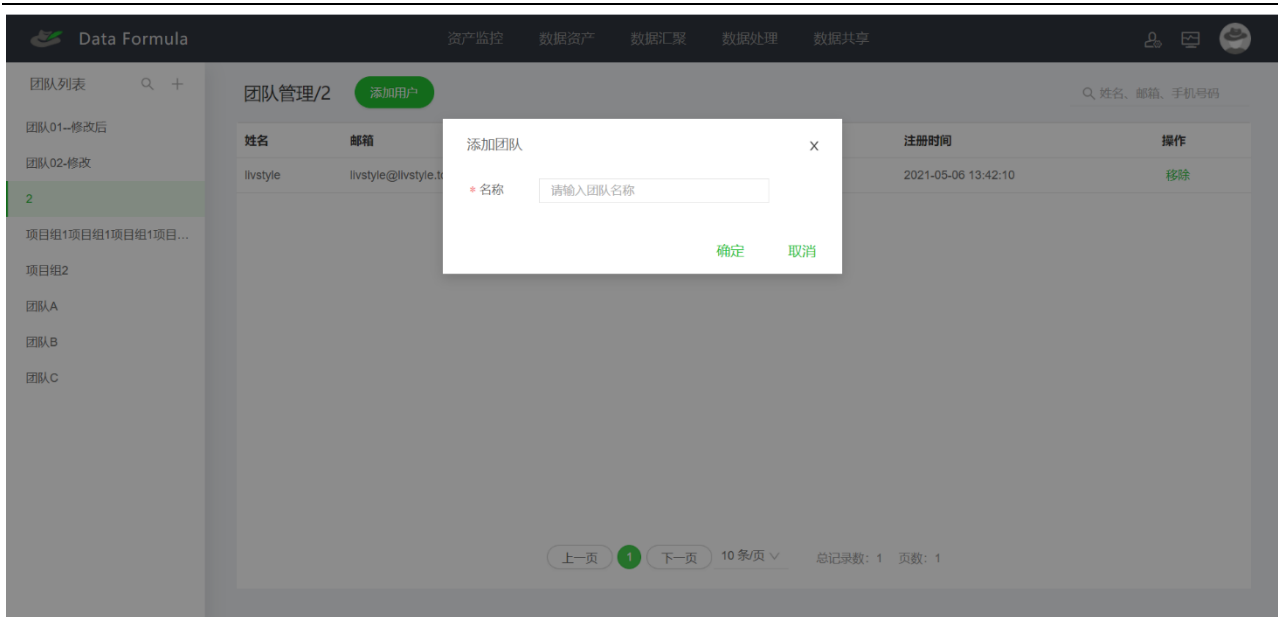 Data Formula
资产监控 数据资产 数据汇聚 数据处理 数据共享
团队列表
团队管理/2 添加用户
姓名、邮箱、手机号码
团队01--修改后
团队02-修改
2
项目组1项目组1项目组1项目...
项目组2
团队A
团队B
团队C
姓名 邮箱 注册时间 操作
livstyle livstyle@livstyle.t 2021-05-06 13:42:10 移除
添加团队 X
* 名称 请输入团队名称
确定 取消
上一页 1 下一页 10 条/页 总记录数: 1 页数: 1